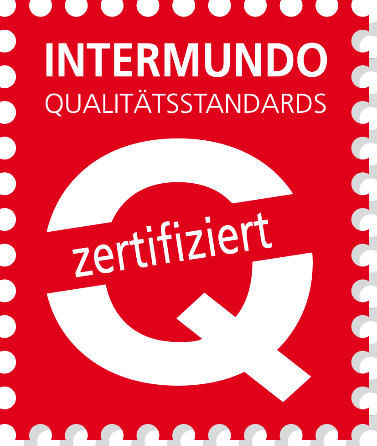 INTERMUNDO
QUALITÄTSSTANDARDS
Q
zertifiziert